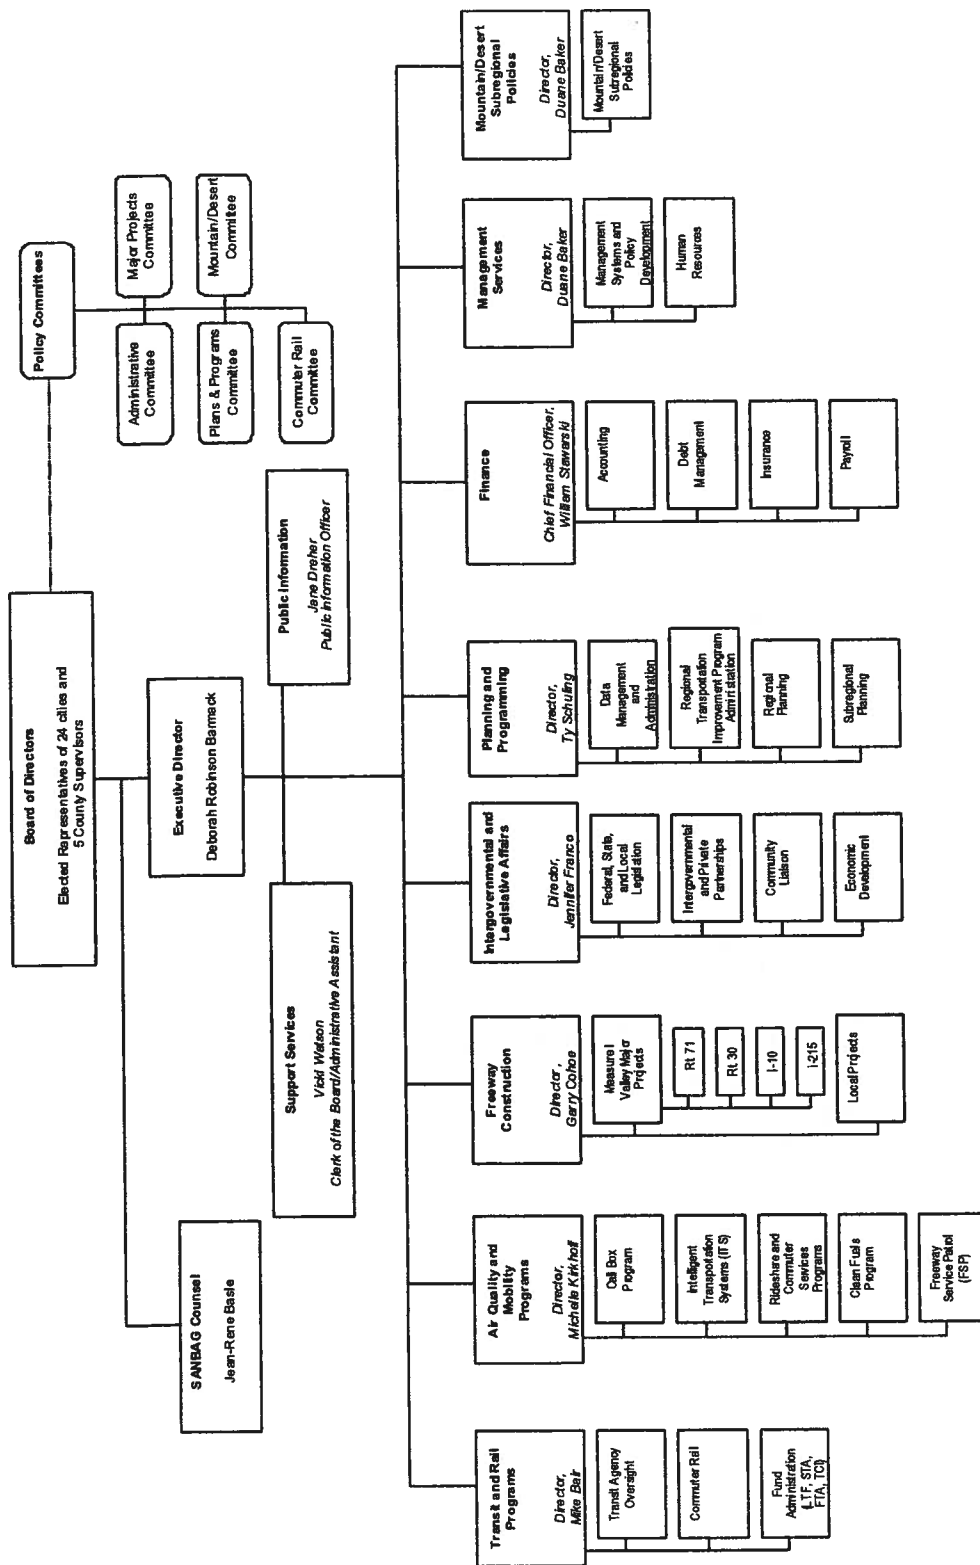 Board of Directors
Elected Representatives of 24 cities and
5 County Supervisors
Policy Committees
Administrative
Committee
Major Projects
Committee
Plans & Programs
Committee
Mountain/Desert
Committee
Commuter Rail
Committee
SANBAG Counsel
Jean-Rene Basle
Executive Director
Deborah Robinson Barmack
Support Services
Vicki Watson
Clerk of the Board/Administrative Assistant
Public Information
Jane Dreher
Public Information Officer
Transit and Rail
Programs
Director,
Mike Bair
Transit Agency
Oversight
Commuter Rail
Fund
Administration
(LTF, STA,
FTA, TCI)
Air Quality and
Mobility
Programs
Director,
Michelle Kirkhoff
Call Box
Program
Intelligent
Transportation
Systems (ITS)
Rideshare and
Commuter
Services
Programs
Clean Fuels
Program
Freeway
Service Patrol
(FSP)
Freeway
Construction
Director,
Garry Cohoe
Measure I
Valley Major
Projects
Rt 71
Rt 30
I-10
I-215
Local Projects
Intergovernmental and
Legislative Affairs
Director,
Jennifer Franco
Federal, State,
and Local
Legislation
Intergovernmental
and Private
Partnerships
Community
Liaison
Economic
Development
Planning and
Programming
Director,
Ty Schuiling
Data
Management
and
Administration
Regional
Transportation
Improvement Program
Administration
Regional
Planning
Subregional Planning
Finance
Chief Financial Officer,
William Stawarski
Accounting
Debt
Management
Insurance
Payroll
Management
Services
Director,
Duane Baker
Management
Systems and
Policy
Development
Human
Resources
Mountain/Desert
Subregional
Policies
Director,
Duane Baker
Mountain/Desert
Subregional
Policies